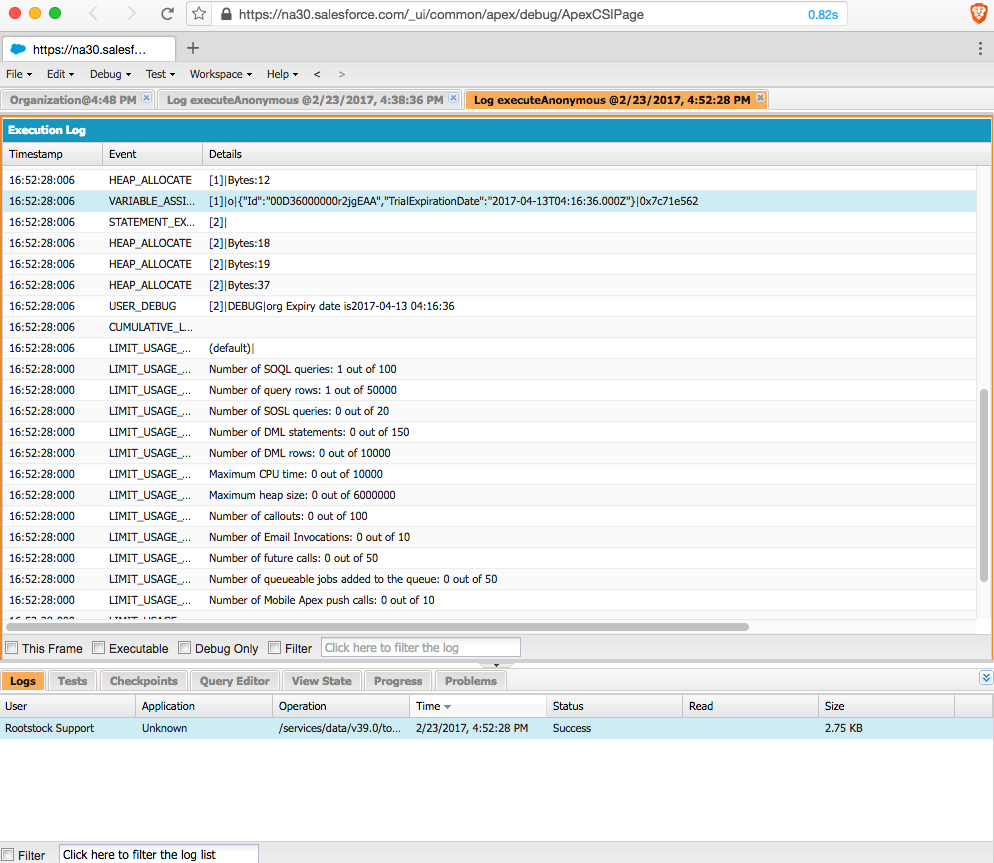 https://na30.salesforce.com/_ui/common/apex/debug/ApexCSIPage 0.82s
https://na30.salesf...
File Edit Debug Test Workspace Help < >
Organization@4:48 PM Log executeAnonymous @2/23/2017, 4:38:36 PM Log executeAnonymous @2/23/2017, 4:52:28 PM
Execution Log
Timestamp Event Details
16:52:28:006 HEAP_ALLOCATE [1]|Bytes:12
16:52:28:006 VARIABLE_ASSI... [1]|o|{"Id":"00D36000000r2jgEAA","TrialExpirationDate":"2017-04-13T04:16:36.000Z"}|0x7c71e562
16:52:28:006 STATEMENT_EX... [2]|
16:52:28:006 HEAP_ALLOCATE [2]|Bytes:18
16:52:28:006 HEAP_ALLOCATE [2]|Bytes:19
16:52:28:006 HEAP_ALLOCATE [2]|Bytes:37
16:52:28:006 USER_DEBUG [2]|DEBUG|org Expiry date is2017-04-13 04:16:36
16:52:28:006 CUMULATIVE_L...
16:52:28:006 LIMIT_USAGE_... (default)|
16:52:28:000 LIMIT_USAGE_... Number of SOQL queries: 1 out of 100
16:52:28:000 LIMIT_USAGE_... Number of query rows: 1 out of 50000
16:52:28:000 LIMIT_USAGE_... Number of SOSL queries: 0 out of 20
16:52:28:000 LIMIT_USAGE_... Number of DML statements: 0 out of 150
16:52:28:000 LIMIT_USAGE_... Number of DML rows: 0 out of 10000
16:52:28:000 LIMIT_USAGE_... Maximum CPU time: 0 out of 10000
16:52:28:000 LIMIT_USAGE_... Maximum heap size: 0 out of 6000000
16:52:28:000 LIMIT_USAGE_... Number of callouts: 0 out of 100
16:52:28:000 LIMIT_USAGE_... Number of Email Invocations: 0 out of 10
16:52:28:000 LIMIT_USAGE_... Number of future calls: 0 out of 50
16:52:28:000 LIMIT_USAGE_... Number of queueable jobs added to the queue: 0 out of 50
16:52:28:000 LIMIT_USAGE_... Number of Mobile Apex push calls: 0 out of 10
This Frame Executable Debug Only Filter Click here to filter the log
Logs Tests Checkpoints Query Editor View State Progress Problems
User Application Operation Time Status Read Size
Rootstock Support Unknown /services/data/v39.0/to... 2/23/2017, 4:52:28 PM Success 2.75 KB
Filter Click here to filter the log list